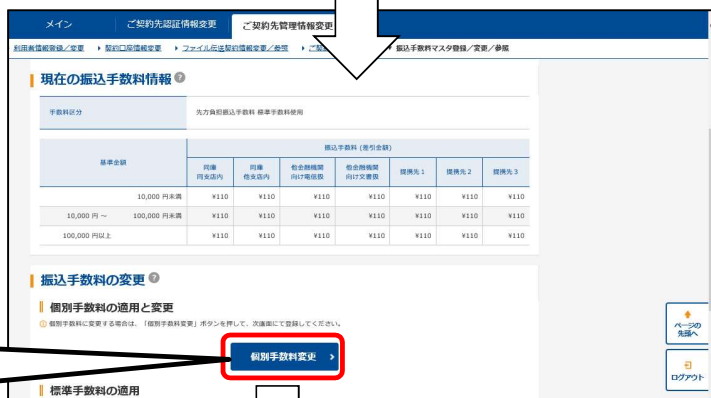 メイン ご契約先認証情報変更 ご契約先管理情報変更
利用者情報登録／変更 ▶ 契約口座情報変更 ▶ ファイル伝送契約情報変更／参照 ▶ ご契 振込手数料マスタ登録／変更／参照
現在の振込手数料情報 ?
手数料区分 先方負担振込手数料 標準手数料使用
基準金額 振込手数料 (差引金額)
同庫 同支店内 同庫 他支店内 他金融機関 向け電信扱 他金融機関 向け文書扱 提携先１ 提携先２ 提携先３
10,000 円未満 ¥110 ¥110 ¥110 ¥110 ¥110 ¥110 ¥110
10,000 円 ～ 100,000 円未満 ¥110 ¥110 ¥110 ¥110 ¥110 ¥110 ¥110
100,000 円以上 ¥110 ¥110 ¥110 ¥110 ¥110 ¥110 ¥110
振込手数料の変更 ?
個別手数料の適用と変更
個別手数料に変更する場合は、「個別手数料変更」ボタンを押して、次画面にて登録してください。
個別手数料変更
標準手数料の適用
ページの
先頭へ
ログアウト